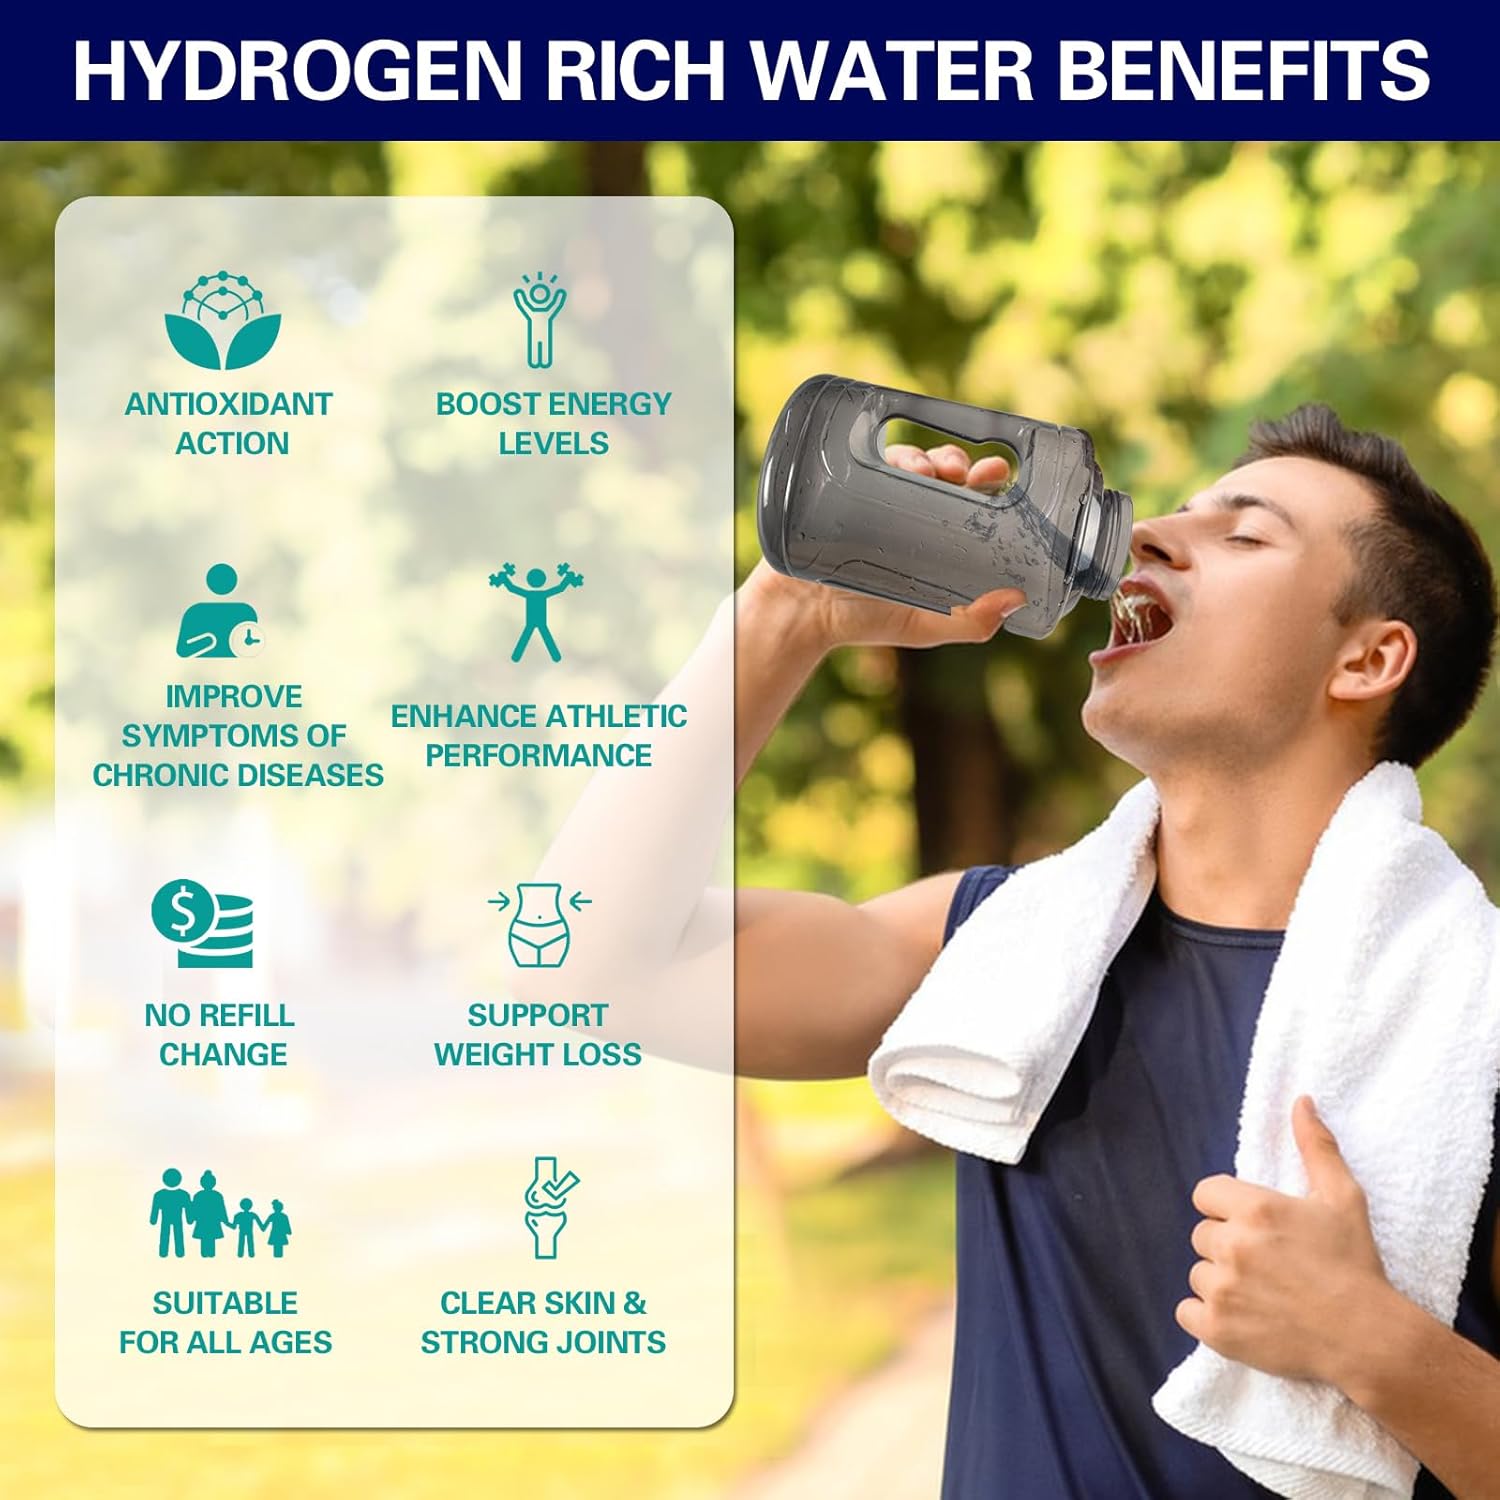 HYDROGEN RICH WATER BENEFITS
ANTIOXIDANT
ACTION
BOOST ENERGY
LEVELS
IMPROVE
SYMPTOMS OF
CHRONIC DISEASES
ENHANCE ATHLETIC
PERFORMANCE
$
NO REFILL
CHANGE
SUPPORT
WEIGHT LOSS
SUITABLE
FOR ALL AGES
CLEAR SKIN &
STRONG JOINTS